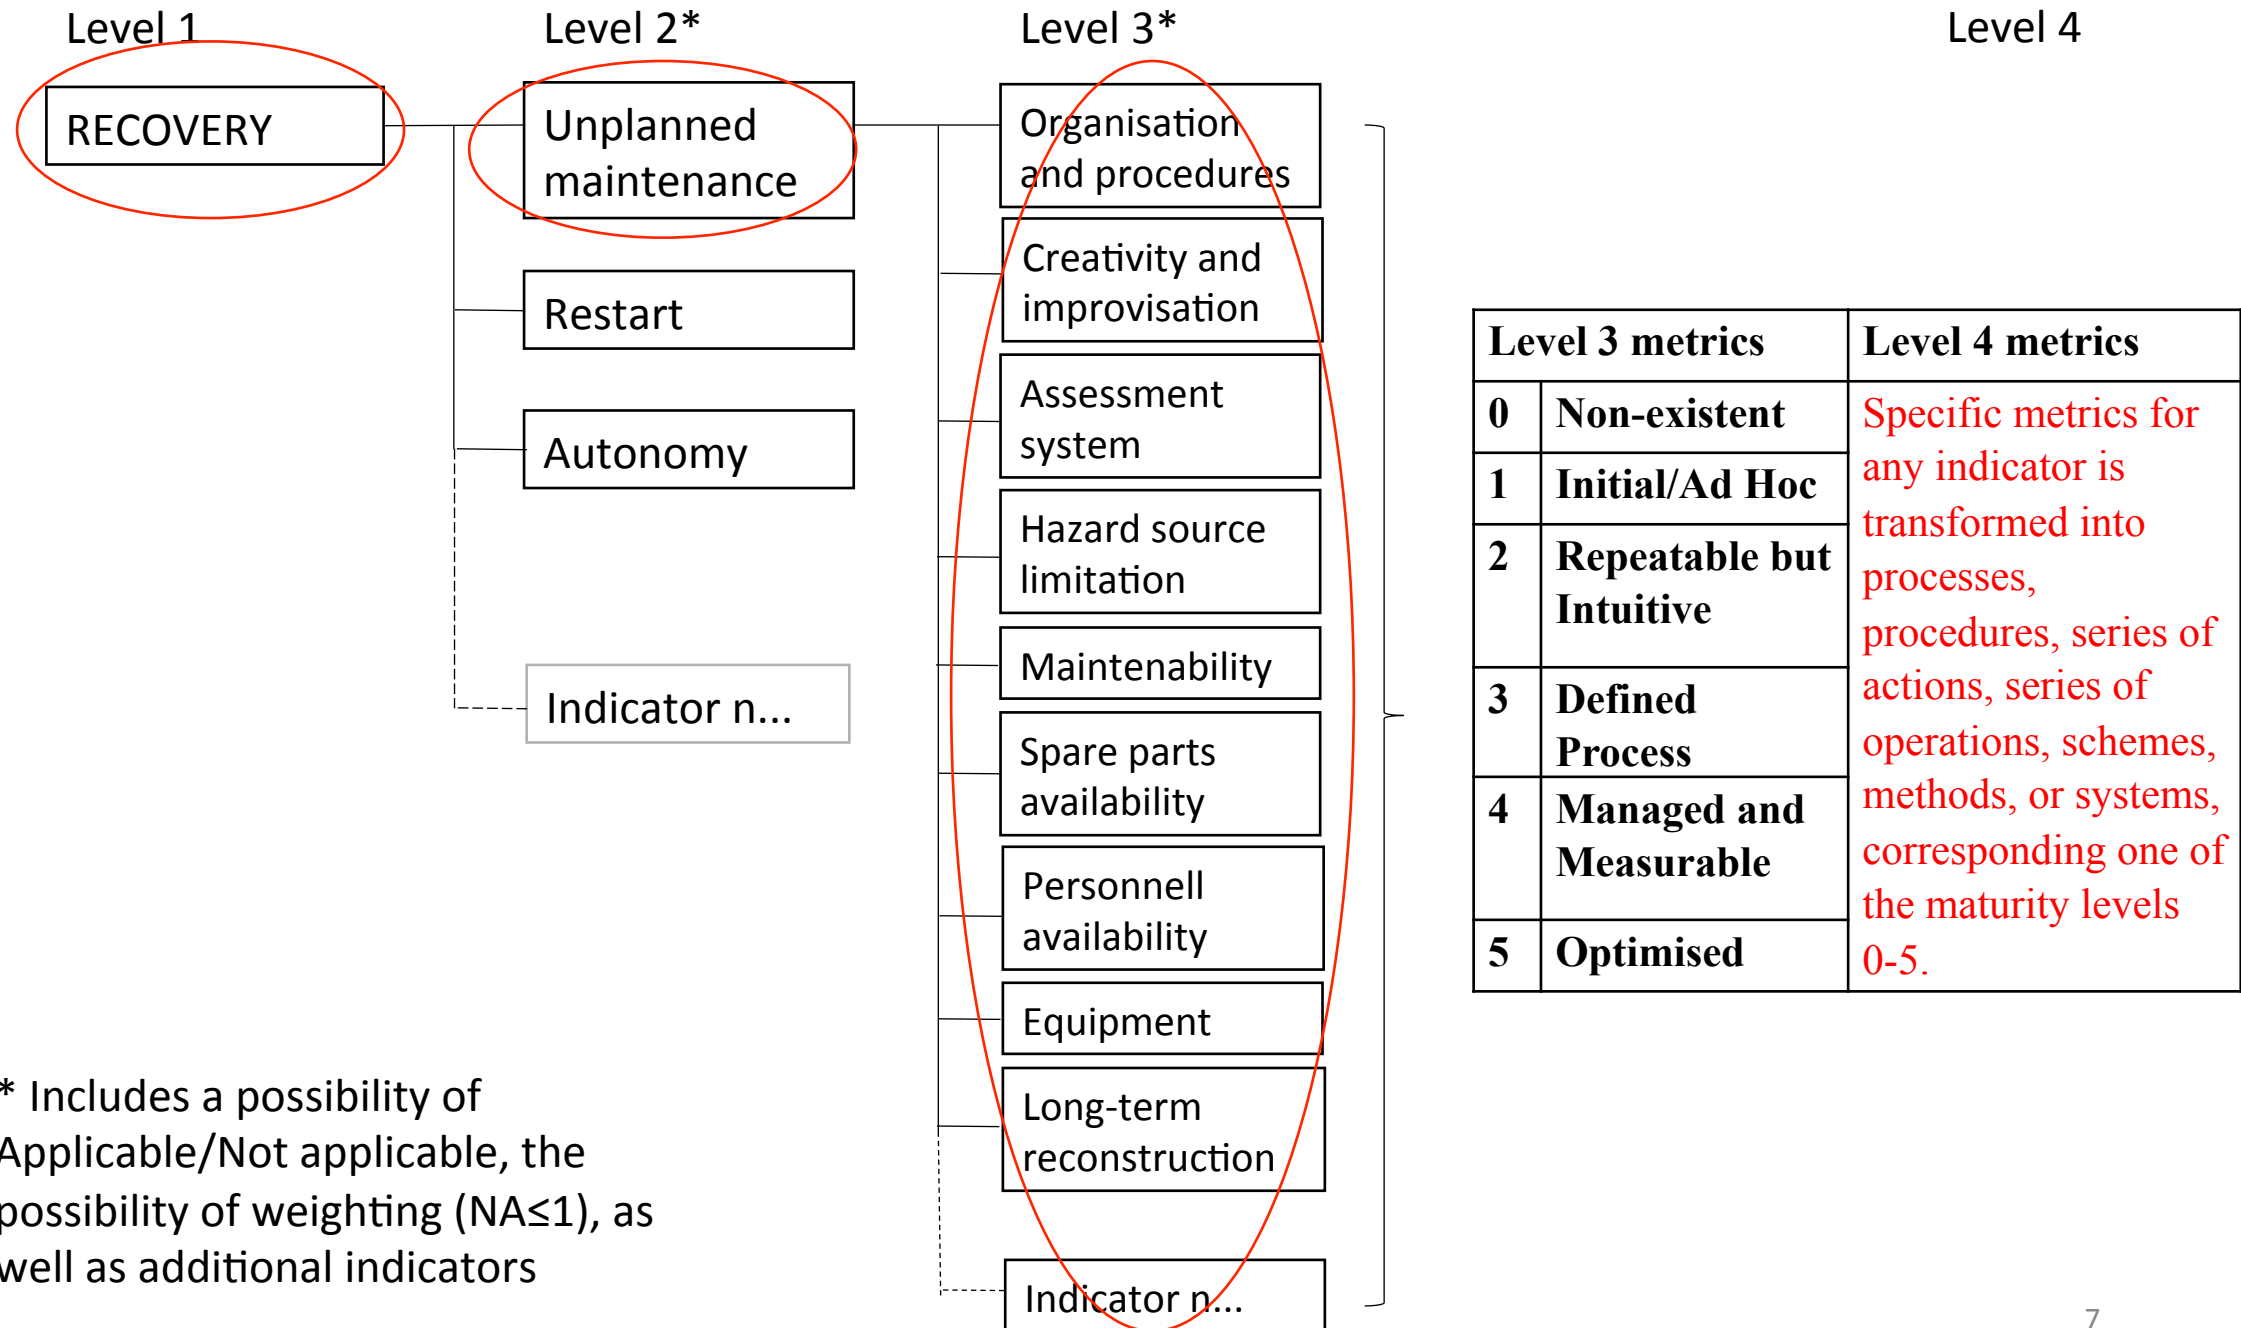 Level 1
Level 2*
Level 3*
Level 4
RECOVERY
Unplanned
maintenance
Restart
Autonomy
Indicator n...
Organisation
and procedures
Creativity and
improvisation
Assessment
system
Hazard source
limitation
Maintenability
Spare parts
availability
Personnell
availability
Equipment
Long-term
reconstruction
Indicator n...
Level 3 metrics
Level 4 metrics
0 Non-existent
1 Initial/Ad Hoc
2 Repeatable but
Intuitive
3 Defined
Process
4 Managed and
Measurable
5 Optimised
Specific metrics for
any indicator is
transformed into
processes,
procedures, series of
actions, series of
operations, schemes,
methods, or systems,
corresponding one of
the maturity levels
0-5.
* Includes a possibility of
Applicable/Not applicable, the
possibility of weighting (NA≤1), as
well as additional indicators
7